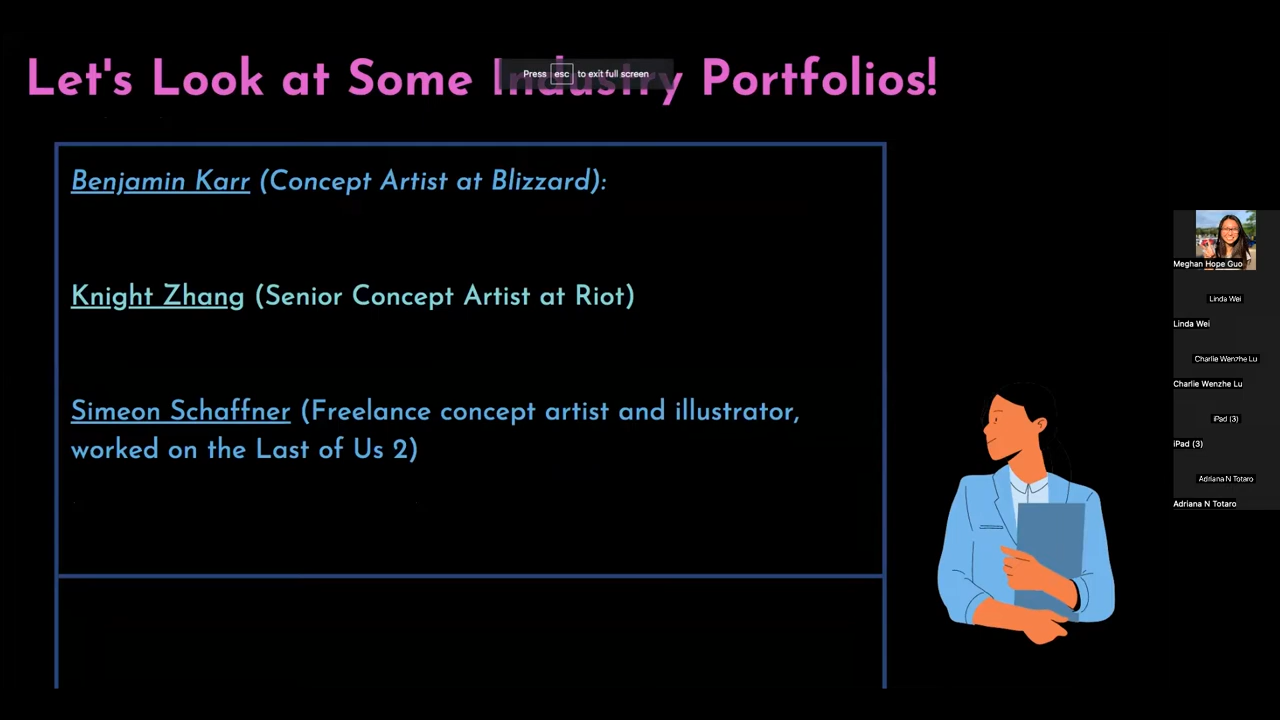 Let's Look at Some Industry Portfolios!
Press esc to exit full screen
Benjamin Karr (Concept Artist at Blizzard):
Knight Zhang (Senior Concept Artist at Riot)
Simeon Schaffner (Freelance concept artist and illustrator,
worked on the Last of Us 2)
Meghan Hope Guo
Linda Wei
Linda Wei
Charlie Wenzhe Lu
Charlie Wenzhe Lu
iPad (3)
iPad (3)
Adriana N Totaro
Adriana N Totaro